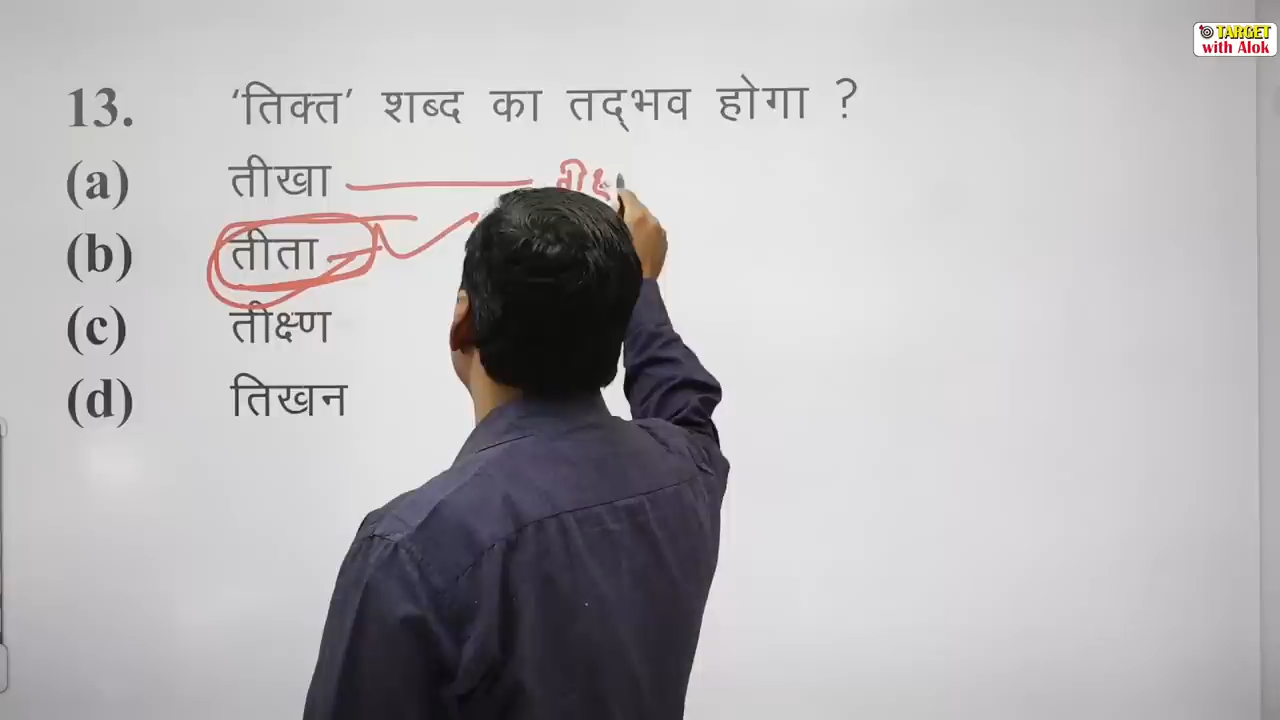 TARGET
with Alok
13. ‘तिक्त’ शब्द का तद्‌भव होगा ?
(a) तीखा
(b) तीता
(c) तीक्ष्ण
(d) तिखन